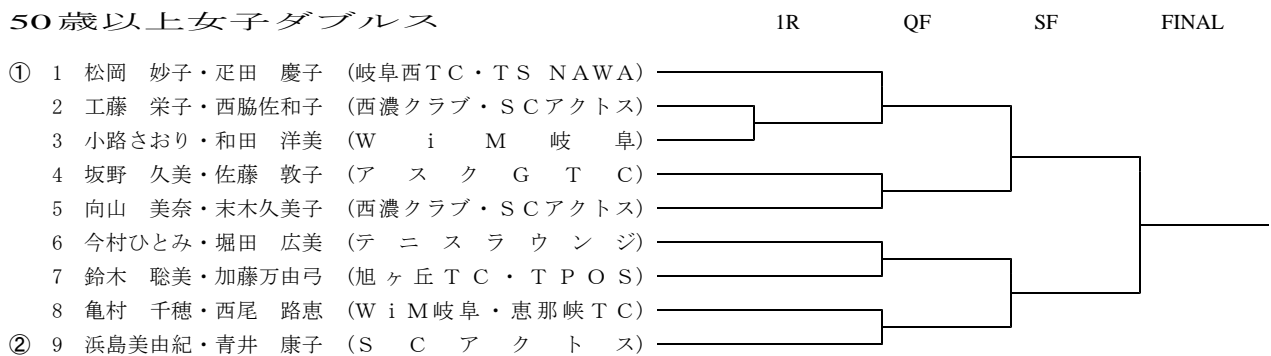 50歳以上女子ダブルス 1R QF SF FINAL
① 1 松岡 妙子・疋田 慶子 (岐阜西TC・TS NAWA)
2 工藤 栄子・西脇佐和子 (西濃クラブ・SCアクトス)
3 小路さおり・和田 洋美 (WiM岐阜)
4 坂野 久美・佐藤 敦子 (アスクGTC)
5 向山 美奈・末木久美子 (西濃クラブ・SCアクトス)
6 今村ひとみ・堀田 広美 (テニスラウンジ)
7 鈴木 聡美・加藤万由弓 (旭ヶ丘TC・TPOS)
8 亀村 千穂・西尾 路恵 (WiM岐阜・恵那峡TC)
② 9 浜島美由紀・青井 康子 (SCアクトス)